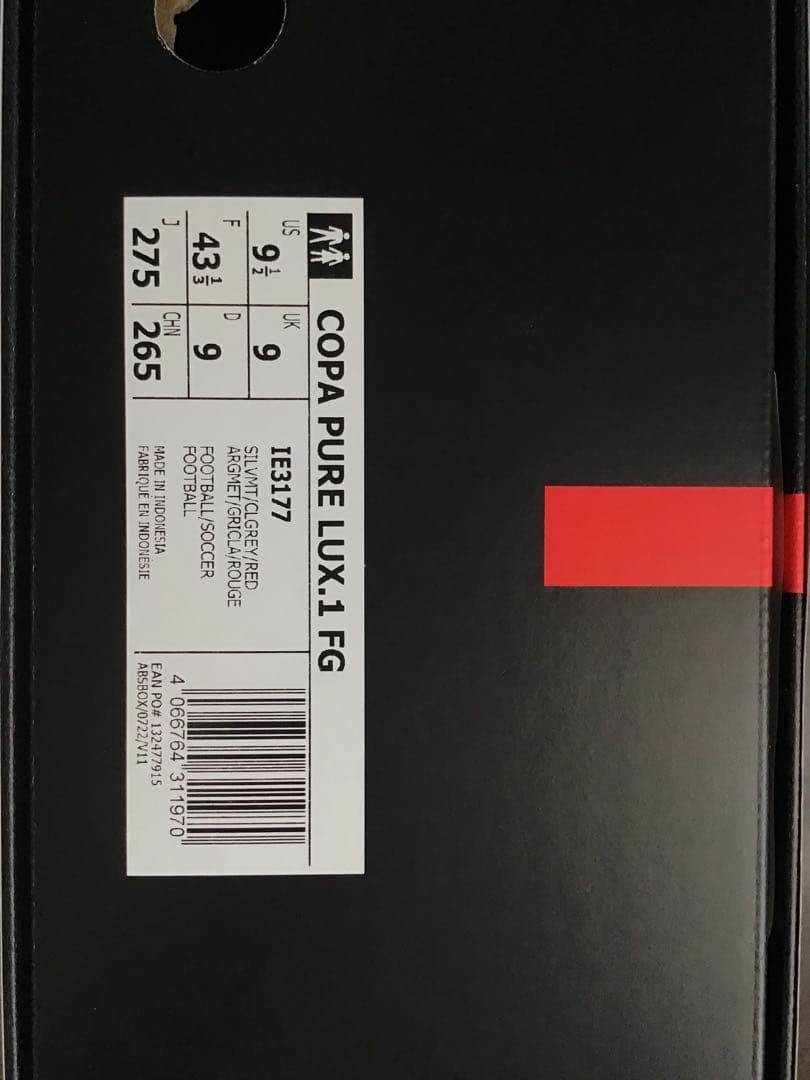 COPA PURE LUX.1 FG
US 9½ UK 9
F 43⅓ D 9
J 275 CHN 265
IE3177
SILVMT/CLGREY/RED
ARGMET/GRICLA/ROUGE
FOOTBALL/SOCCER
FOOTBALL
MADE IN INDONESIA
FABRIQUÉ EN INDONÉSIE
4 066764 311970
EAN PO# 132477915
ABSBOX/0722/V11